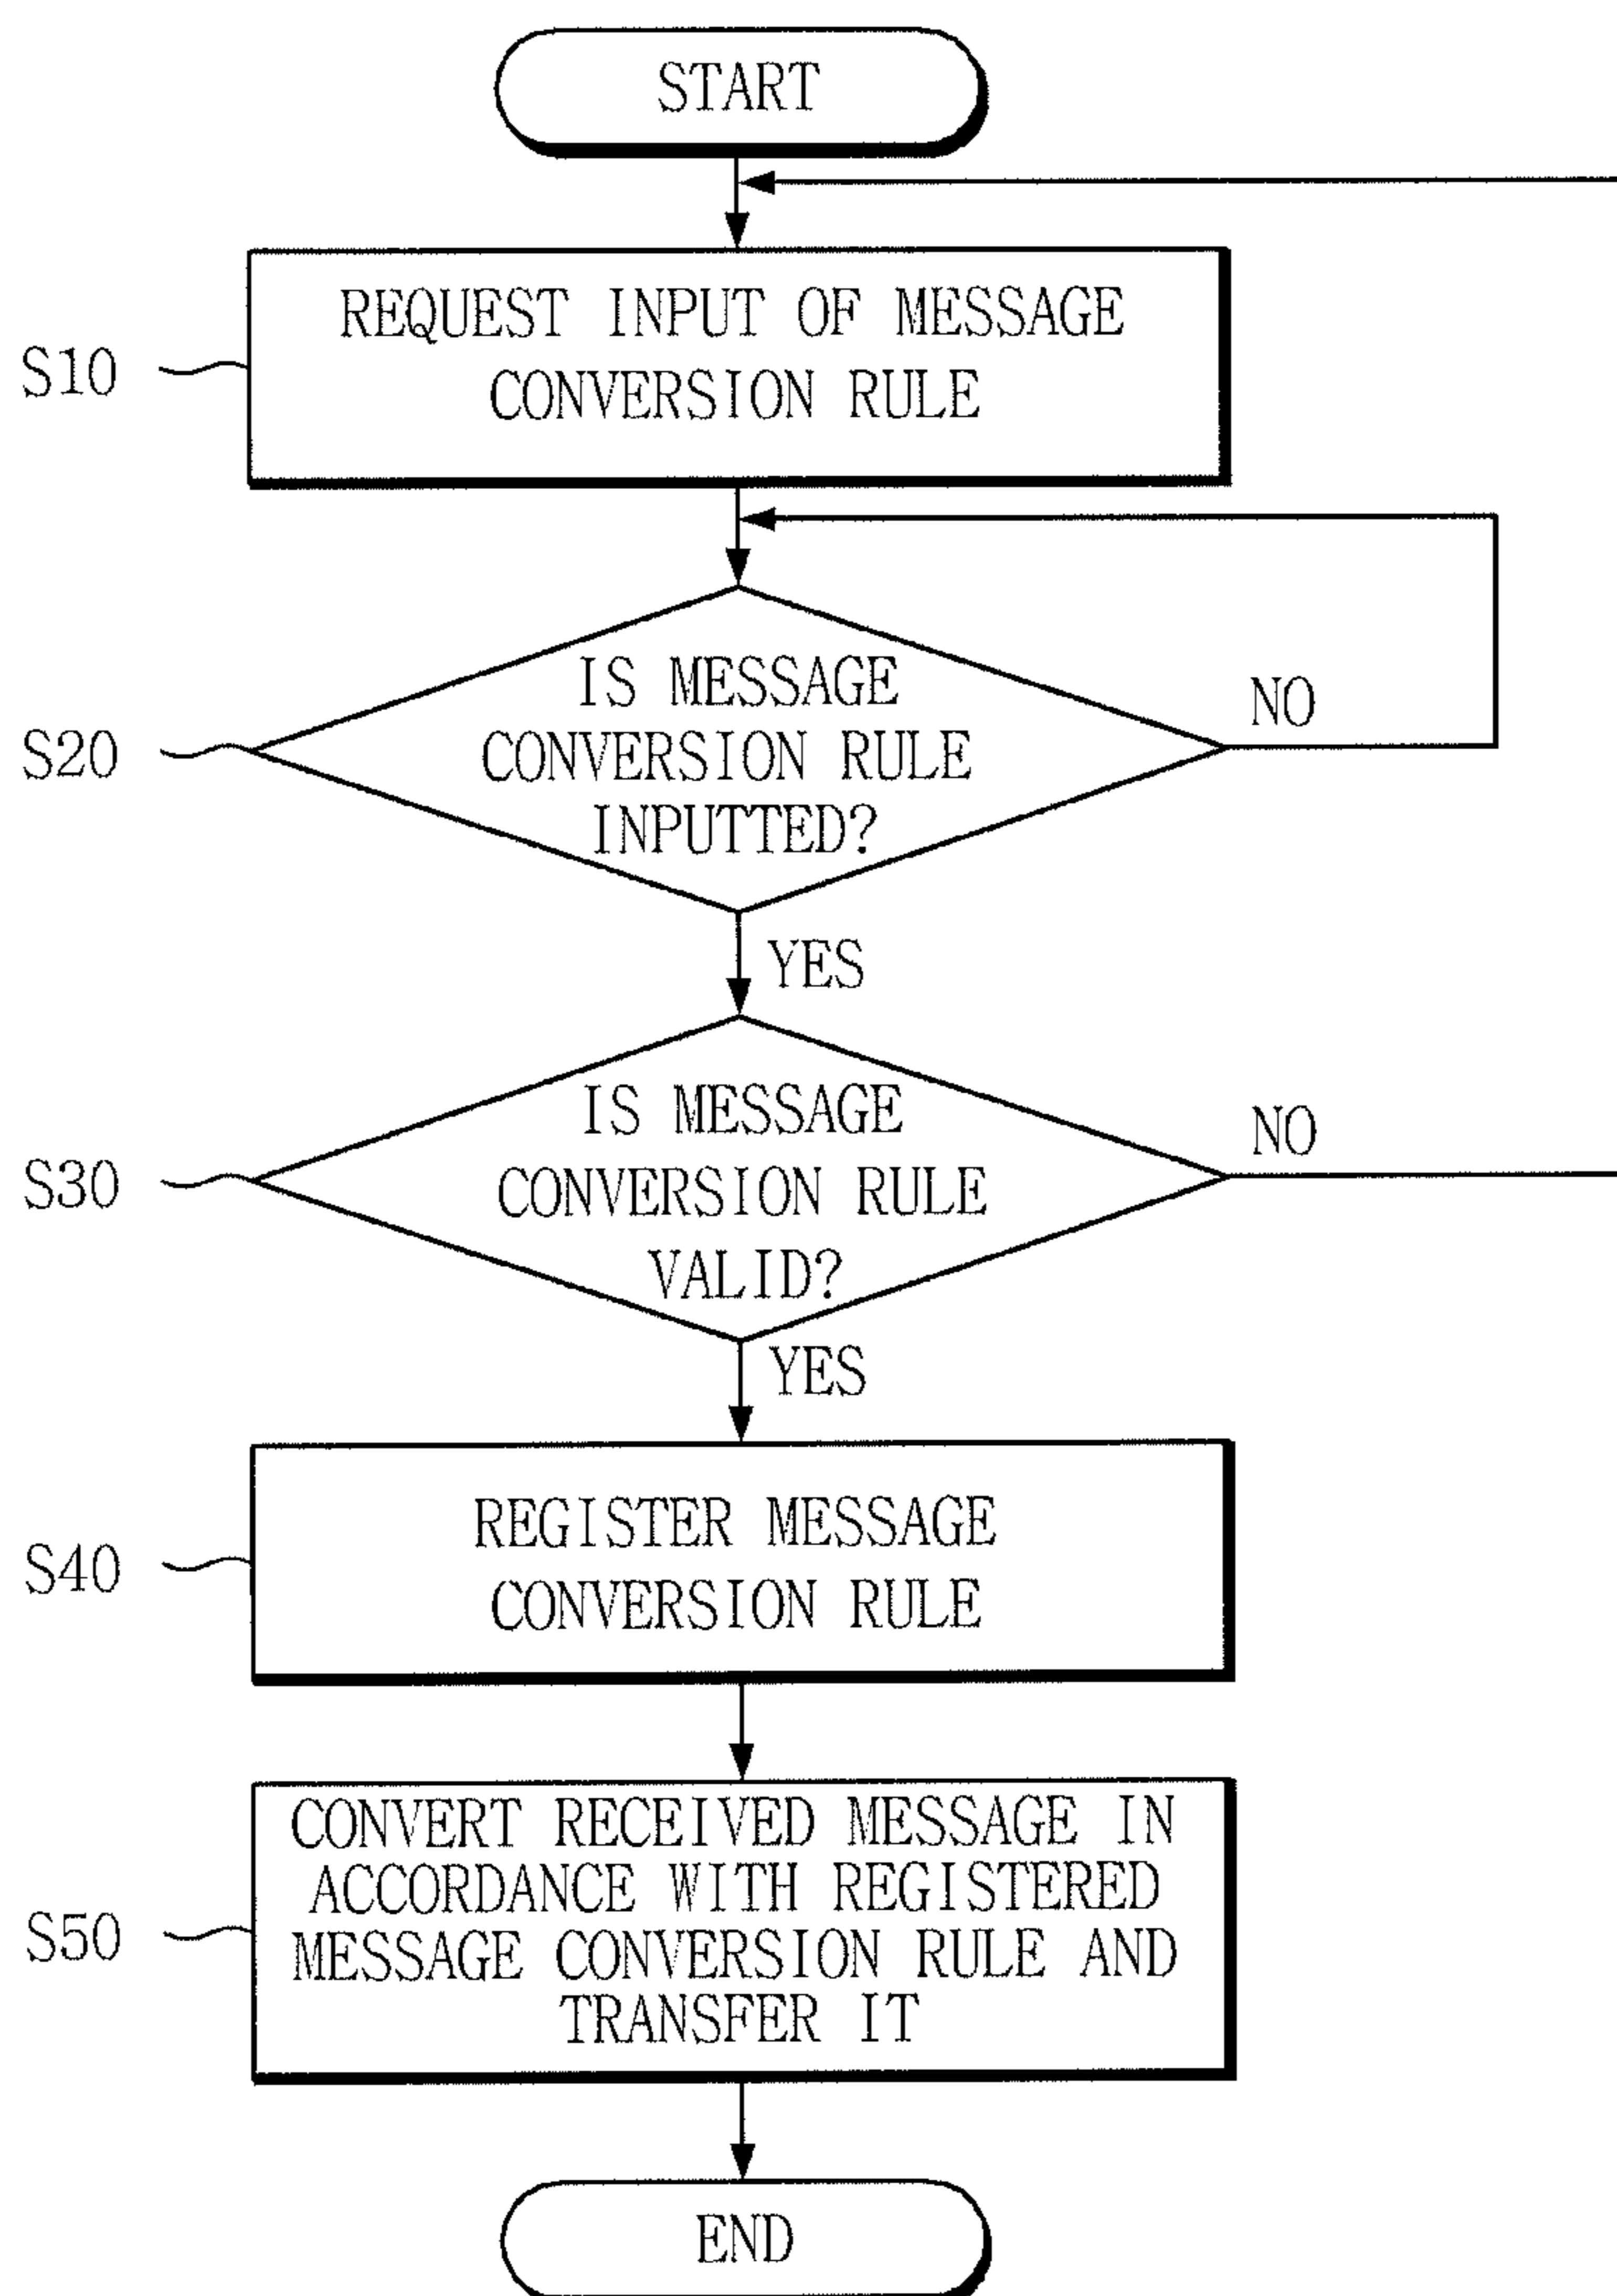 START
S10
REQUEST INPUT OF MESSAGE
CONVERSION RULE
S20
IS MESSAGE
CONVERSION RULE
INPUTTED?
NO
YES
S30
IS MESSAGE
CONVERSION RULE
VALID?
NO
YES
S40
REGISTER MESSAGE
CONVERSION RULE
S50
CONVERT RECEIVED MESSAGE IN
ACCORDANCE WITH REGISTERED
MESSAGE CONVERSION RULE AND
TRANSFER IT
END